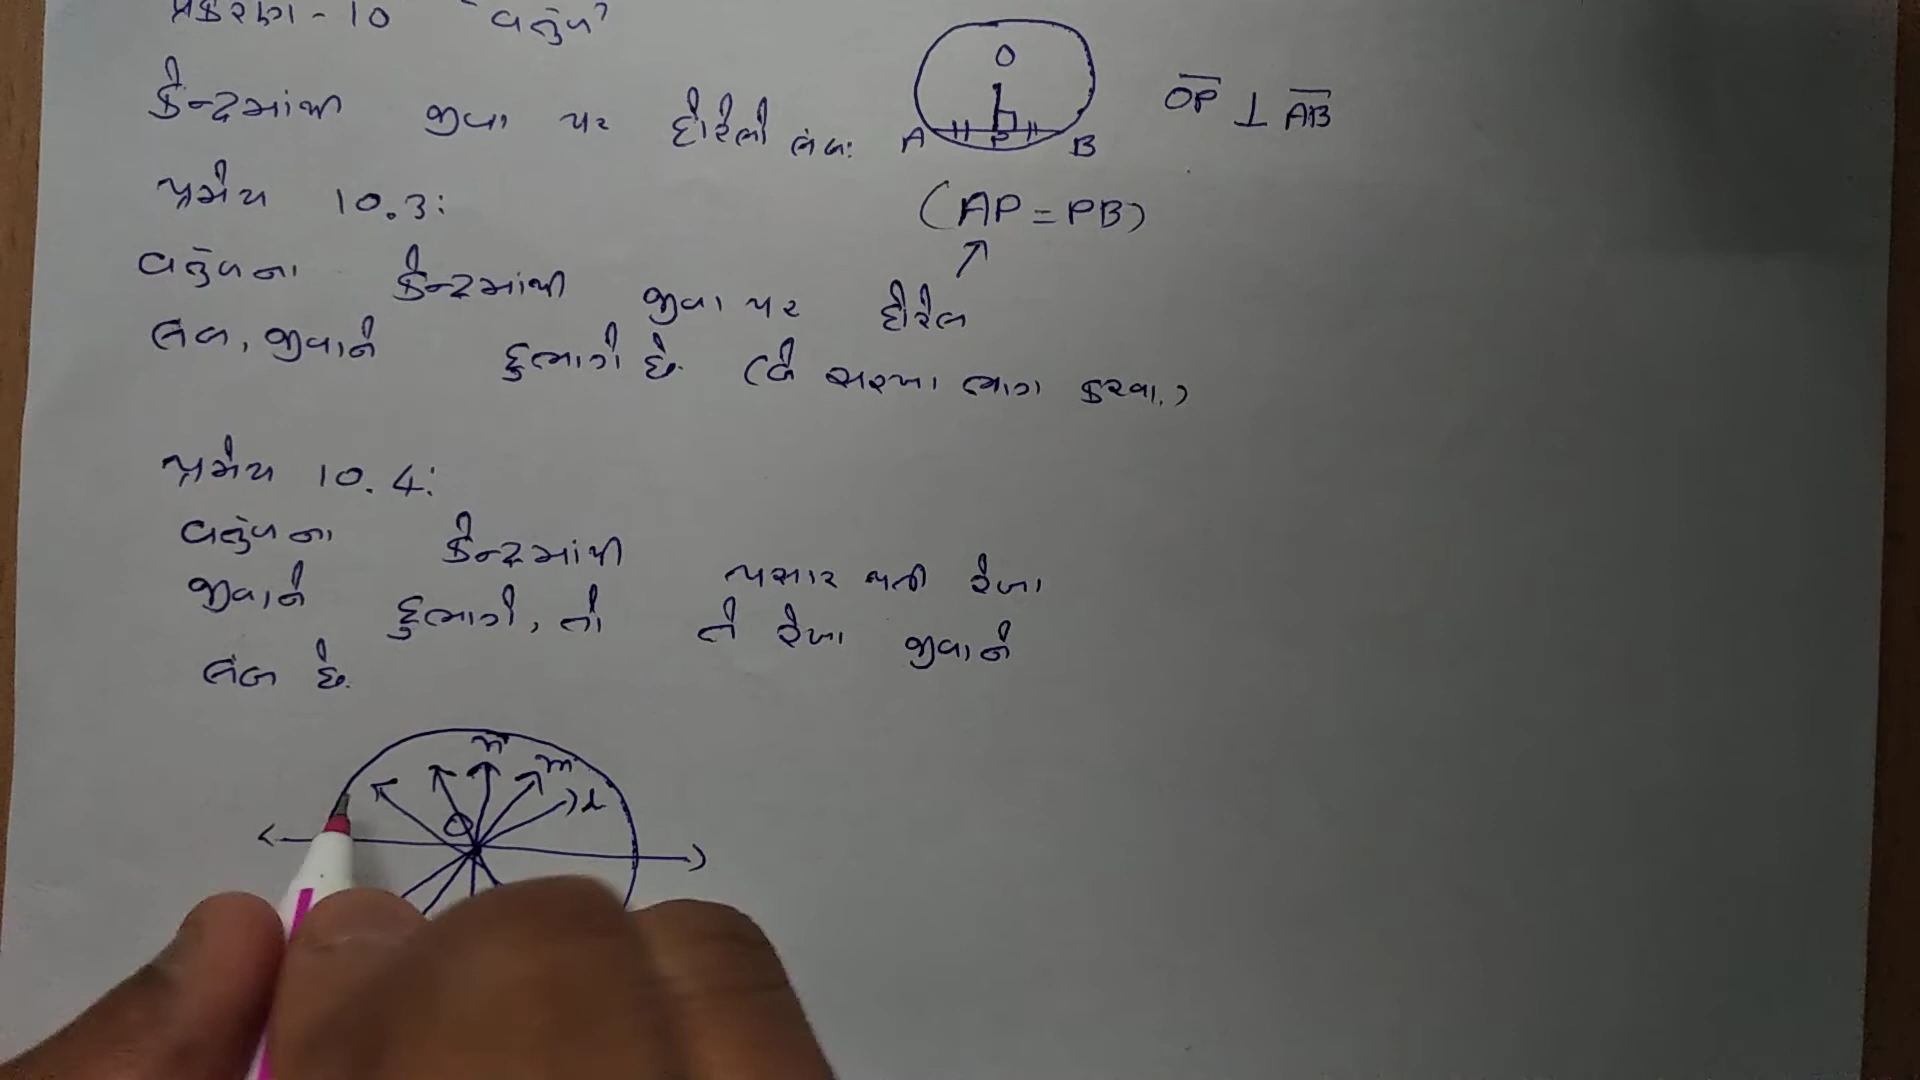 પ્રકરણ - 10 "વર્તુળ"
કેન્દ્રમાંથી જીવા પર દોરેલો લંબ:
O
A P B
OP ⊥ AB
પ્રમેય 10.3:
(AP = PB)
વર્તુળના કેન્દ્રમાંથી જીવા પર દોરેલ
લંબ, જીવાને દુભાગે છે. (બે સરખા ભાગ કરવા.)
પ્રમેય 10.4:
વર્તુળના કેન્દ્રમાંથી પસાર થતી રેખા
જીવાને દુભાગે, તો તે રેખા જીવાને
લંબ છે.
n m l
O